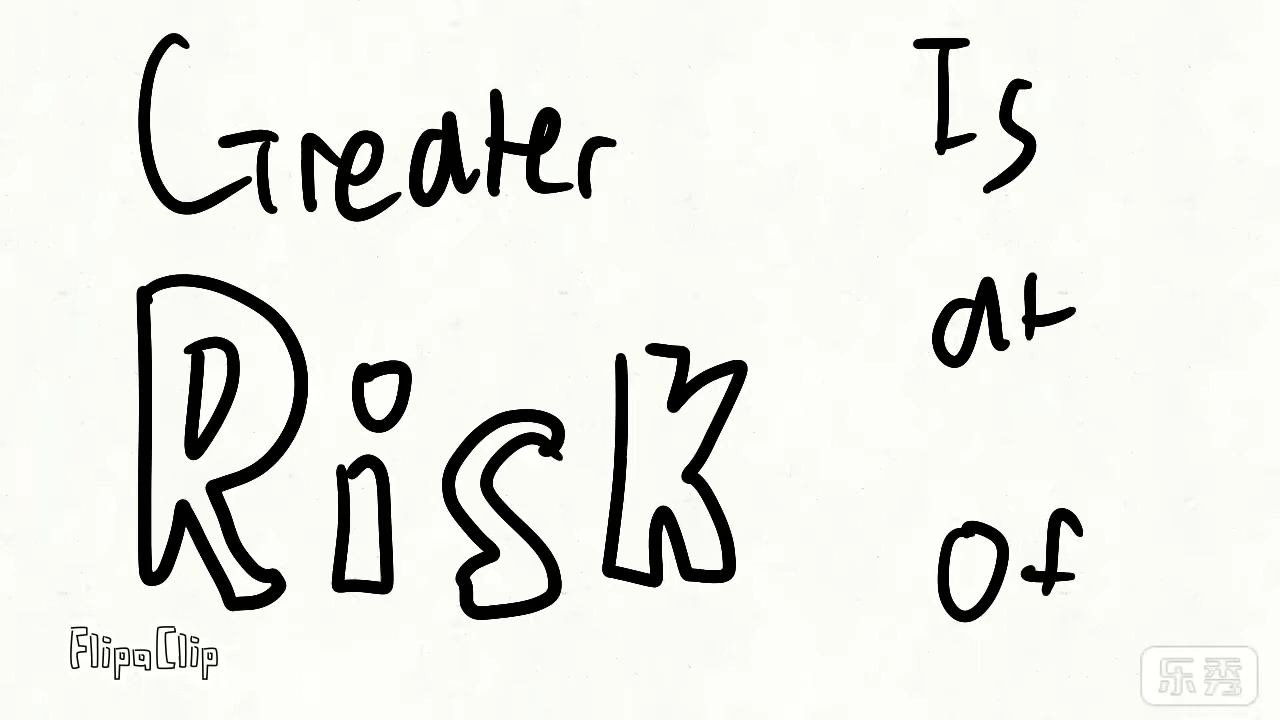 Greater Is
Risk at
of
FlipaClip
乐秀